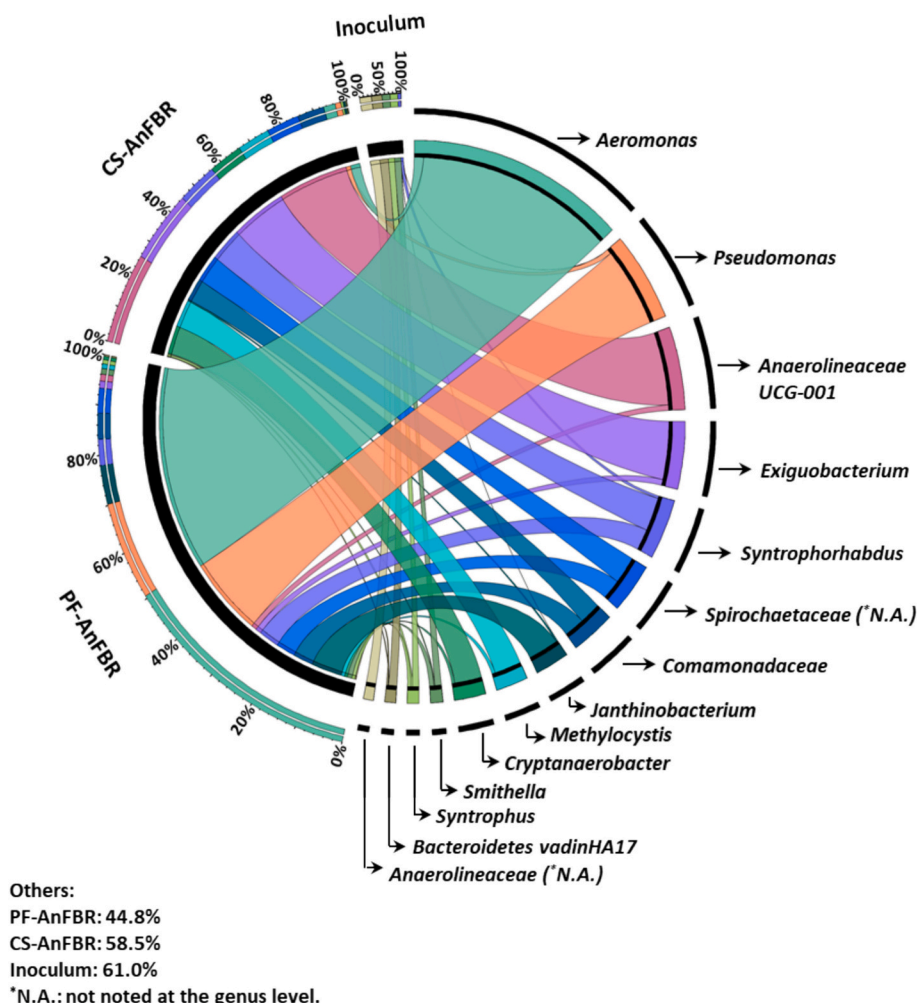 Inoculum
0%
50%
100%
CS-AnFBR
0%
20%
40%
60%
80%
100%
PF-AnFBR
0%
20%
40%
60%
80%
100%
Aeromonas
Pseudomonas
Anaerolineaceae
UCG-001
Exiguobacterium
Syntrophorhabdus
Spirochaetaceae (*N.A.)
Comamonadaceae
Janthinobacterium
Methylocystis
Cryptanaerobacter
Smithella
Syntrophus
Bacteroidetes vadinHA17
Anaerolineaceae (*N.A.)
Others:
PF-AnFBR: 44.8%
CS-AnFBR: 58.5%
Inoculum: 61.0%
*N.A.: not noted at the genus level.